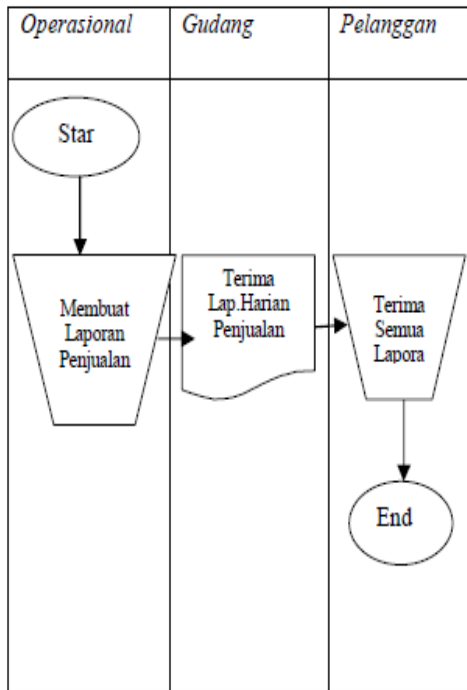 Operasional
Gudang
Pelanggan
Star
Membuat
Laporan
Penjualan
Terima
Lap.Harian
Penjualan
Terima
Semua
Lapora
End